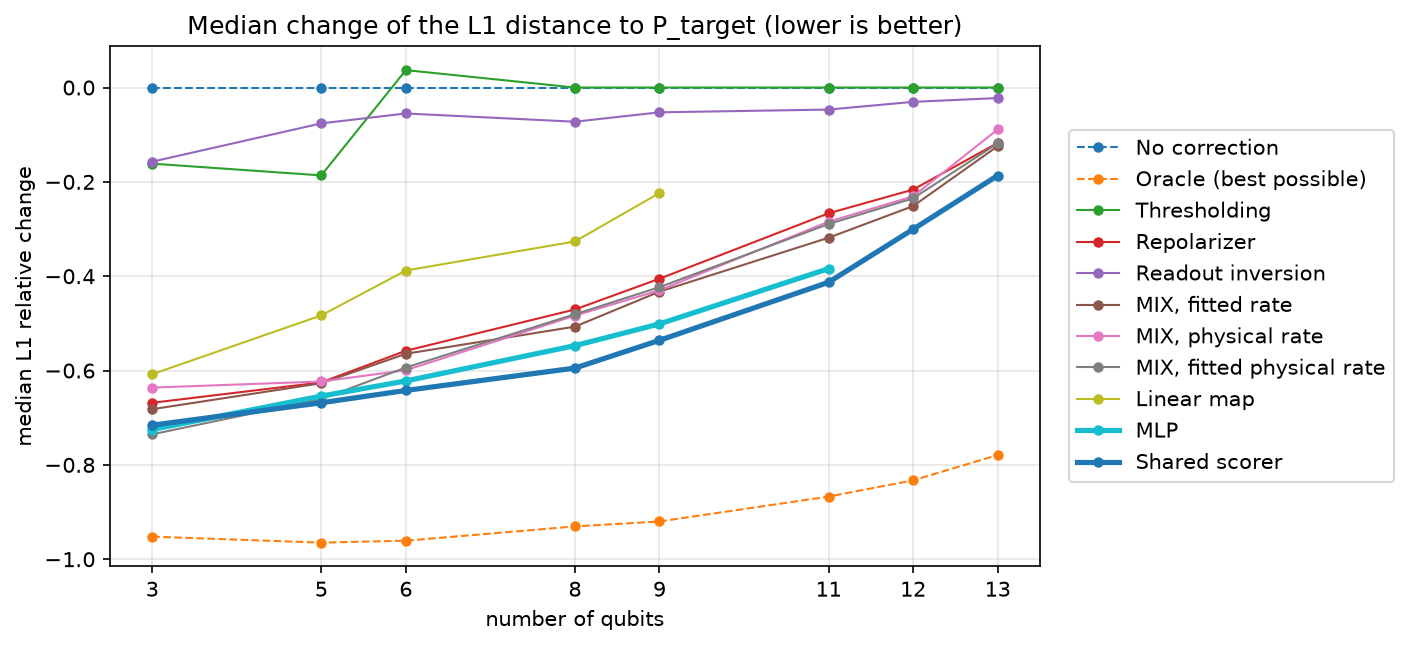 Median change of the L1 distance to P_target (lower is better)
median L1 relative change
0.0
−0.2
−0.4
−0.6
−0.8
−1.0
3
5
6
8
9
11
12
13
number of qubits
No correction
Oracle (best possible)
Thresholding
Repolarizer
Readout inversion
MIX, fitted rate
MIX, physical rate
MIX, fitted physical rate
Linear map
MLP
Shared scorer